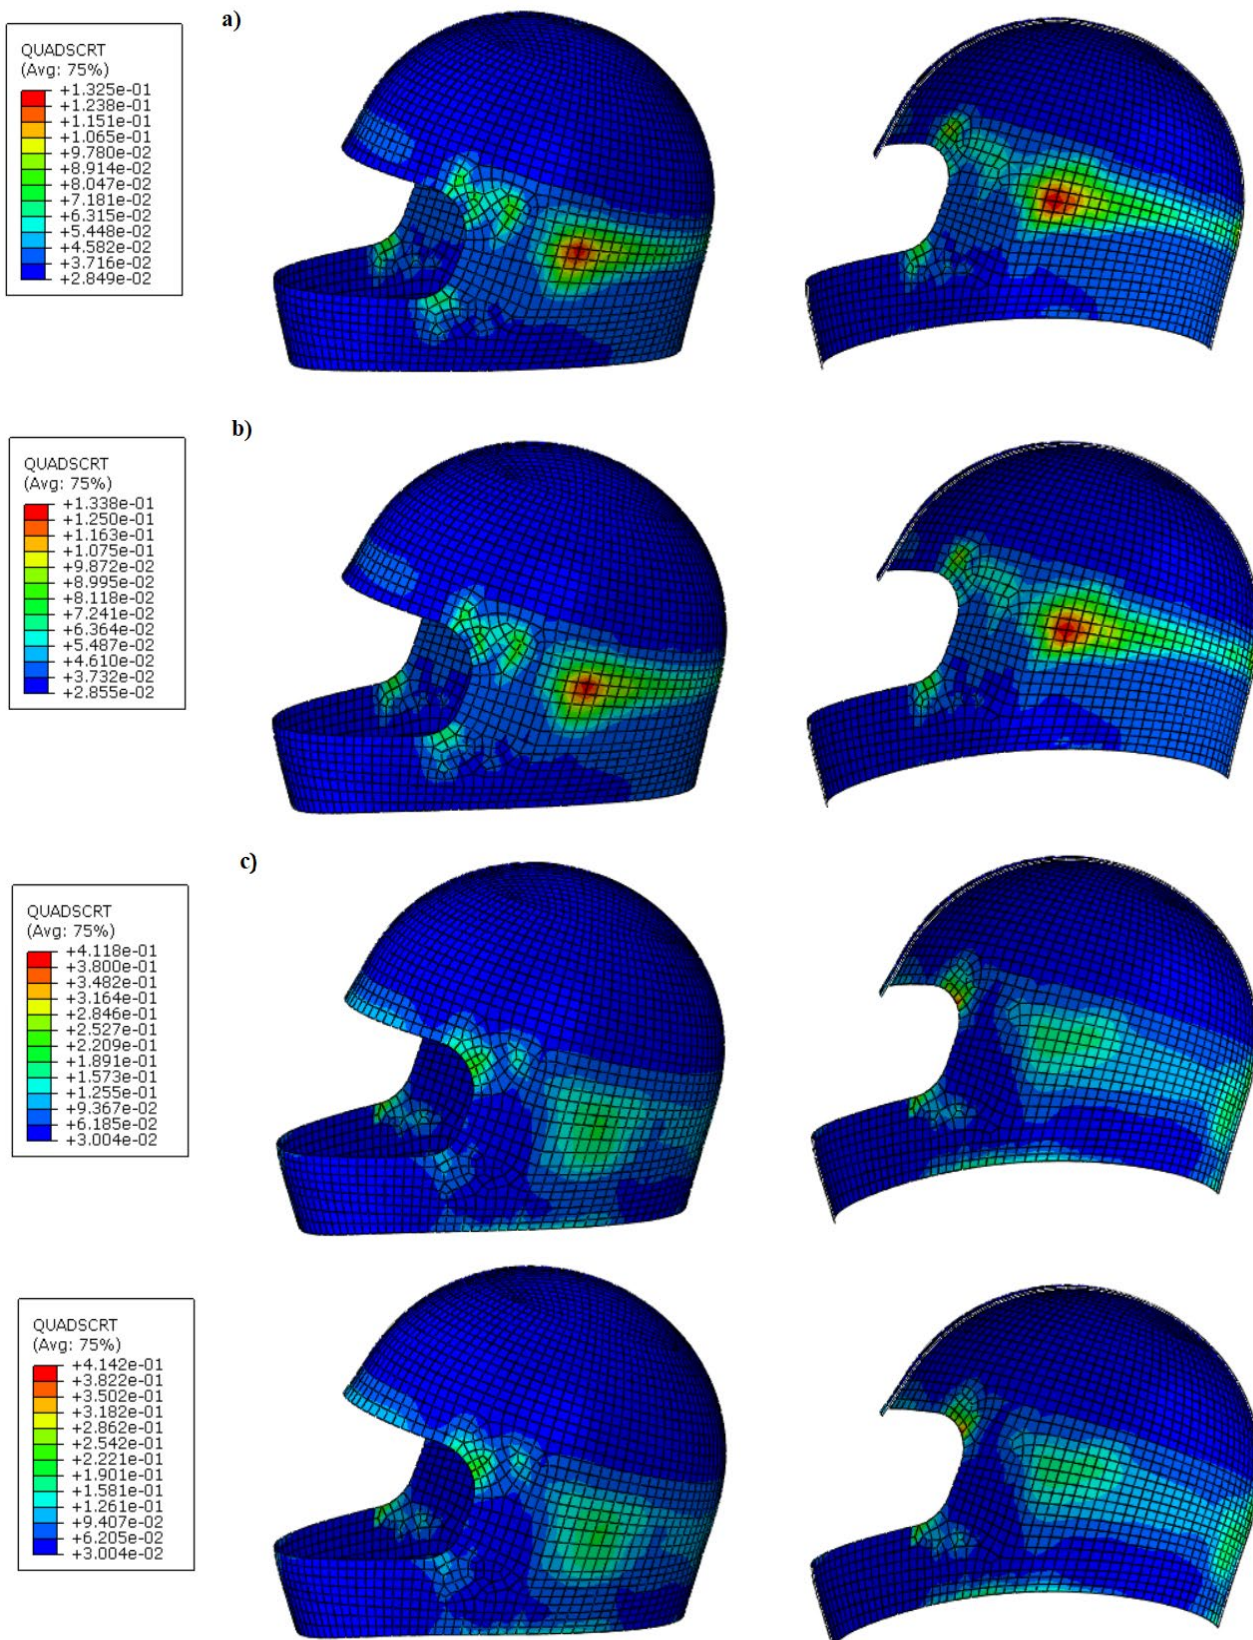 a)
QUADSCRT
(Avg: 75%)
+1.325e-01
+1.238e-01
+1.151e-01
+1.065e-01
+9.780e-02
+8.914e-02
+8.047e-02
+7.181e-02
+6.315e-02
+5.448e-02
+4.582e-02
+3.716e-02
+2.849e-02
b)
QUADSCRT
(Avg: 75%)
+1.338e-01
+1.250e-01
+1.163e-01
+1.075e-01
+9.872e-02
+8.995e-02
+8.118e-02
+7.241e-02
+6.364e-02
+5.487e-02
+4.610e-02
+3.732e-02
+2.855e-02
c)
QUADSCRT
(Avg: 75%)
+4.118e-01
+3.800e-01
+3.482e-01
+3.164e-01
+2.846e-01
+2.527e-01
+2.209e-01
+1.891e-01
+1.573e-01
+1.255e-01
+9.367e-02
+6.185e-02
+3.004e-02
QUADSCRT
(Avg: 75%)
+4.142e-01
+3.822e-01
+3.502e-01
+3.182e-01
+2.862e-01
+2.542e-01
+2.221e-01
+1.901e-01
+1.581e-01
+1.261e-01
+9.407e-02
+6.205e-02
+3.004e-02